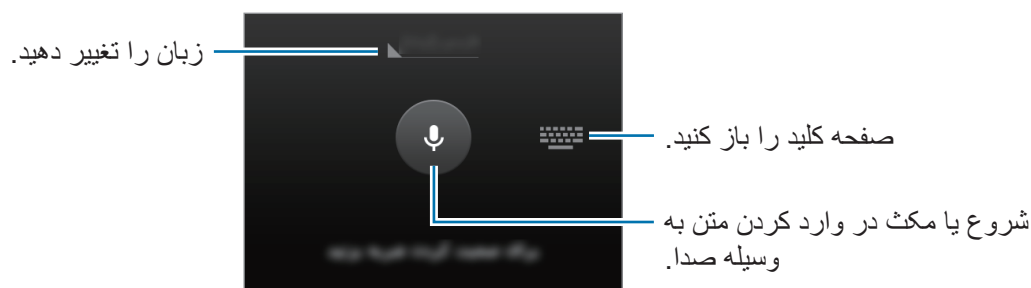 زبان را تغییر دهید.
صفحه کلید را باز کنید.
شروع یا مکث در وارد کردن متن به
وسیله صدا.